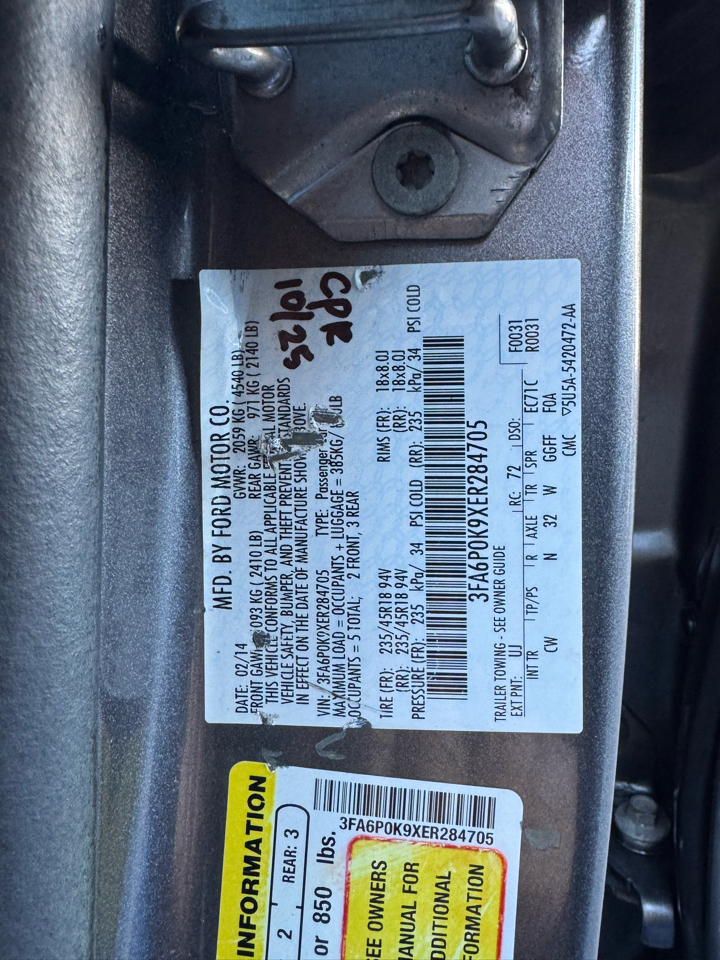 MFD. BY FORD MOTOR CO.
DATE: 02/14 GVWR: 2059 KG ( 4540 LB)
FRONT GAWR: 1093 KG ( 2410 LB) REAR GAWR: 971 KG ( 2140 LB)
THIS VEHICLE CONFORMS TO ALL APPLICABLE MOTOR
VEHICLE SAFETY, BUMPER, AND THEFT PREVENTION STANDARDS
IN EFFECT ON THE DATE OF MANUFACTURE SHOWN ABOVE
VIN: 3FA6P0K9XER284705 TYPE: Passenger
MAXIMUM LOAD = OCCUPANTS + LUGGAGE = 385KG/ LB
OCCUPANTS = 5 TOTAL; 2 FRONT, 3 REAR
TIRE (FR): 235/45R18 94V RIMS (FR): 18x8.0J
(RR): 235/45R18 94V (RR): 18x8.0J
PRESSURE (FR): 235 kPa/ 34 PSI COLD (RR): 235 kPa/ 34 PSI COLD
3FA6P0K9XER284705
TRAILER TOWING - SEE OWNER GUIDE
F0031
R0031
EXT PNT: UJ RC: 72 DSO:
INT TR TP/PS R AXLE TR SPR EC71C
CW N 32 W GGFF F0A
CMC ▽5U5A-5420472-AA
CPR
10/25
INFORMATION
2 REAR: 3
or 850 lbs.
3FA6P0K9XER284705
SEE OWNERS
MANUAL FOR
ADDITIONAL
INFORMATION